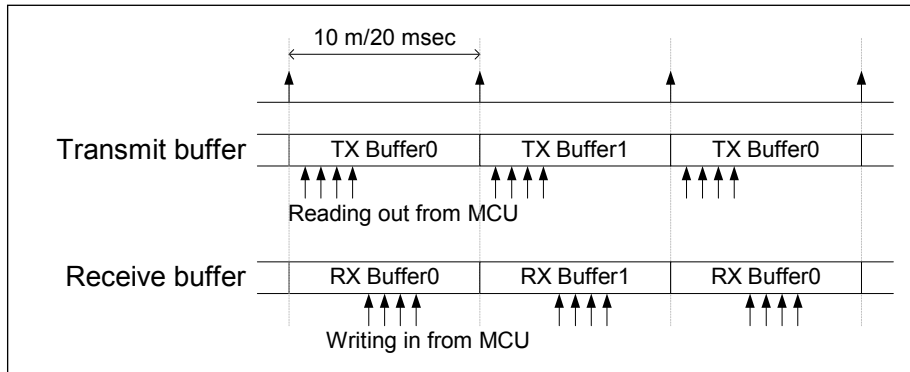 10 m/20 msec
Transmit buffer TX Buffer0 TX Buffer1 TX Buffer0
Reading out from MCU
Receive buffer RX Buffer0 RX Buffer1 RX Buffer0
Writing in from MCU